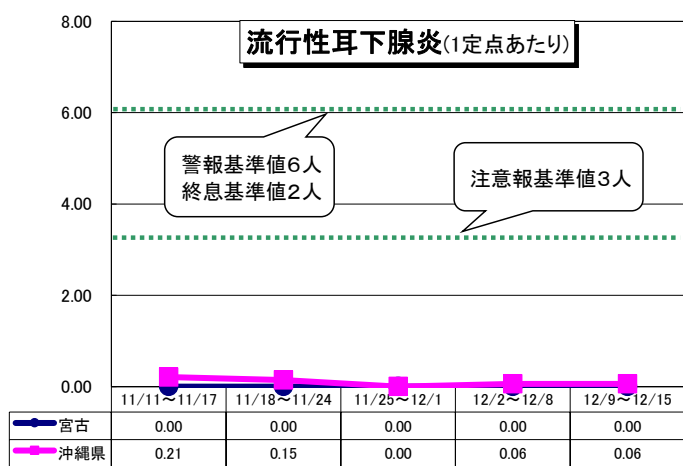 流行性耳下腺炎(1定点あたり)
8.00
6.00
4.00
2.00
0.00
警報基準値6人
終息基準値2人
注意報基準値3人
11/11～11/17 11/18～11/24 11/25～12/1 12/2～12/8 12/9～12/15
宮古 0.00 0.00 0.00 0.00 0.00
沖縄県 0.21 0.15 0.00 0.06 0.06